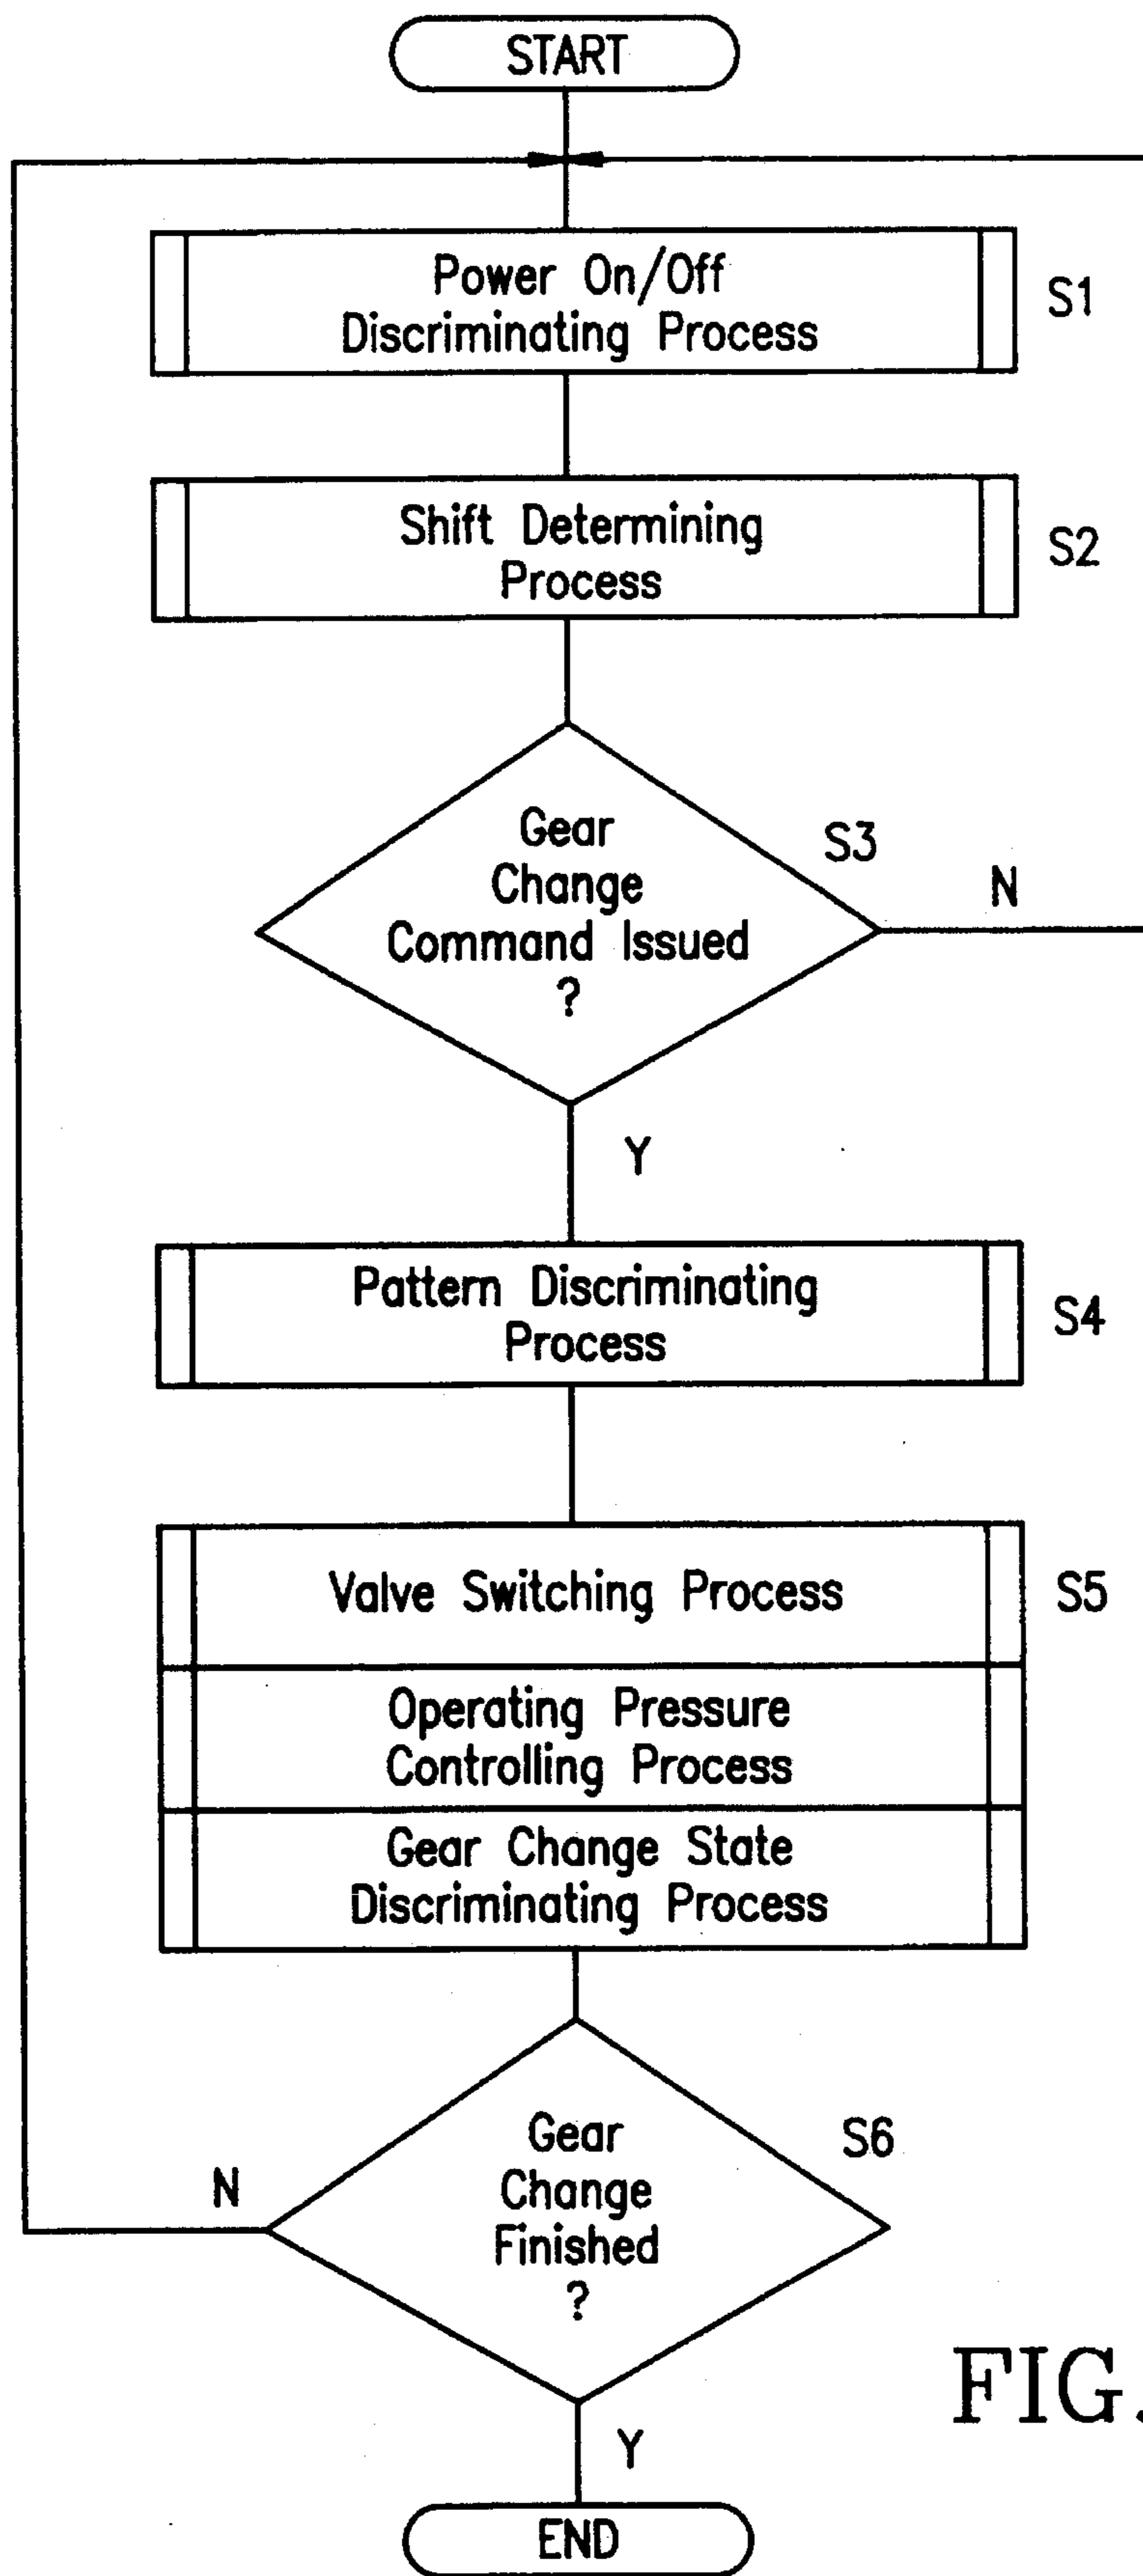 START
Power On/Off
Discriminating Process
S1
Shift Determining
Process
S2
Gear
Change
Command Issued
?
S3
N
Y
Pattern Discriminating
Process
S4
Valve Switching Process
S5
Operating Pressure
Controlling Process
Gear Change State
Discriminating Process
Gear
Change
Finished
?
S6
N
Y
FIG.
END